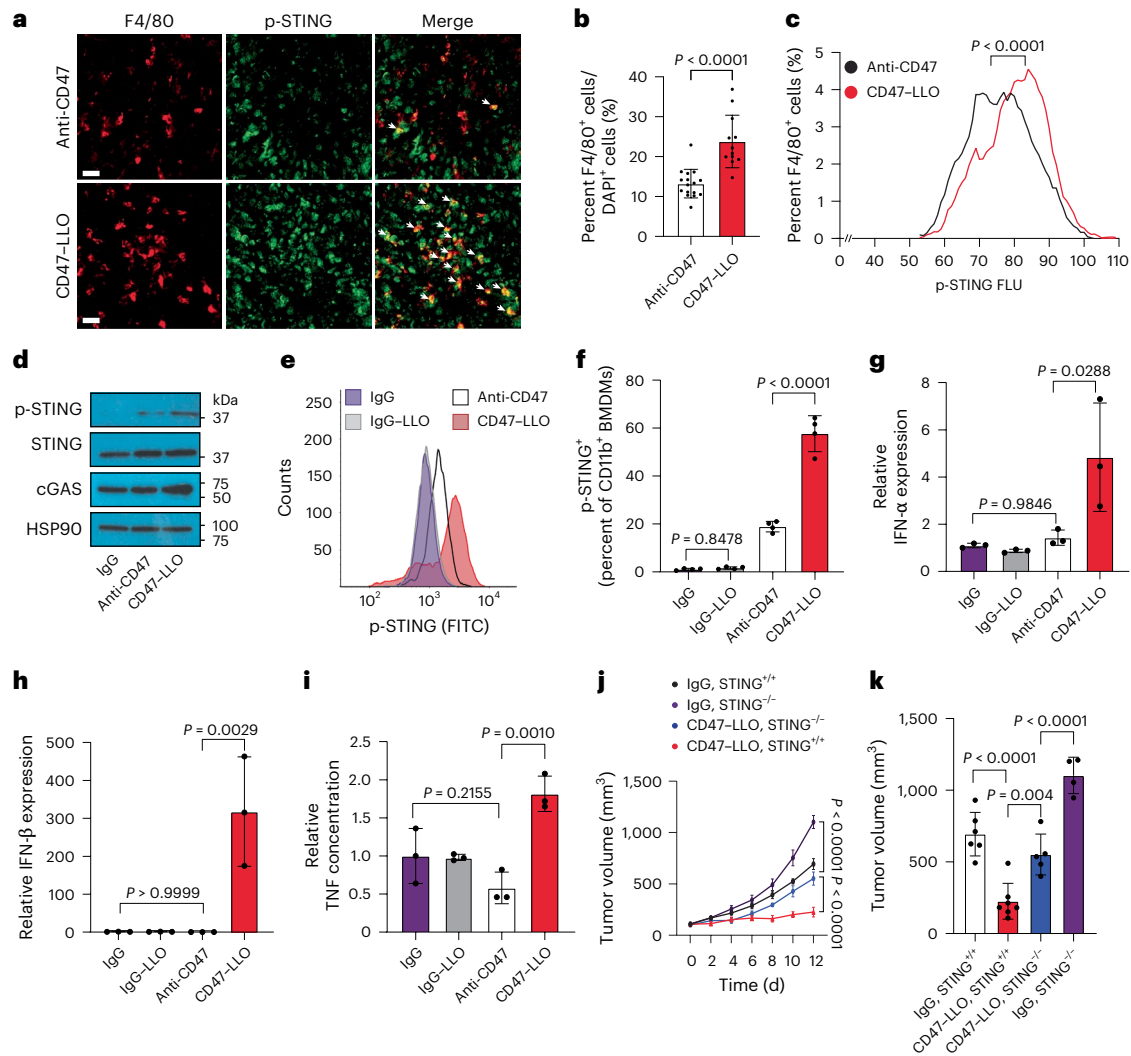 a
F4/80
p-STING
Merge
Anti-CD47
CD47–LLO
b
P < 0.0001
Percent F4/80+ cells/
DAPI+ cells (%)
40
30
20
10
0
Anti-CD47
CD47–LLO
c
P < 0.0001
Anti-CD47
CD47–LLO
Percent F4/80+ cells (%)
5
4
3
2
1
0
0
40
50
60
70
80
90
100
110
p-STING FLU
d
kDa
p-STING
37
STING
37
cGAS
75
50
HSP90
100
75
IgG
Anti-CD47
CD47–LLO
e
IgG
Anti-CD47
IgG–LLO
CD47–LLO
Counts
250
200
150
100
50
10²
10³
10⁴
p-STING (FITC)
f
p-STING+
(percent of CD11b+ BMDMs)
80
60
40
20
0
P < 0.0001
P = 0.8478
IgG
IgG–LLO
Anti-CD47
CD47–LLO
g
Relative
IFN-α expression
8
6
4
2
0
P = 0.0288
P = 0.9846
IgG
IgG–LLO
Anti-CD47
CD47–LLO
h
Relative IFN-β expression
500
400
300
200
100
0
P = 0.0029
P > 0.9999
IgG
IgG–LLO
Anti-CD47
CD47–LLO
i
Relative
TNF concentration
2.5
2.0
1.5
1.0
0.5
0
P = 0.0010
P = 0.2155
IgG
IgG–LLO
Anti-CD47
CD47–LLO
j
IgG, STING+/+
IgG, STING−/−
CD47–LLO, STING−/−
CD47–LLO, STING+/+
Tumor volume (mm³)
1,500
1,000
500
0
0
2
4
6
8
10
12
Time (d)
P < 0.0001
P < 0.0001
k
Tumor volume (mm³)
1,500
1,000
500
0
P < 0.0001
P < 0.0001
P = 0.004
IgG, STING+/+
CD47–LLO, STING+/+
CD47–LLO, STING−/−
IgG, STING−/−